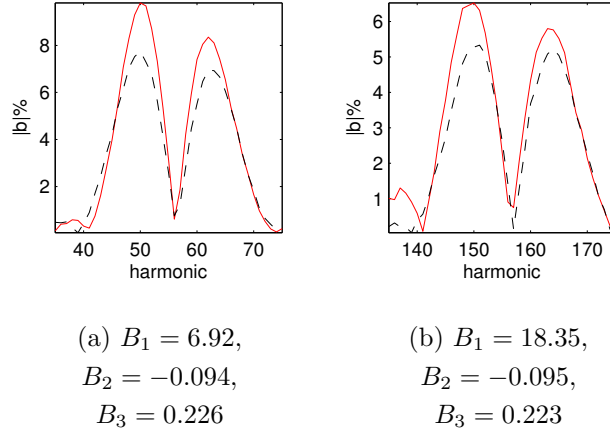 8
6
4
2
|b|%
40 50 60 70
harmonic
6
5
4
3
2
1
|b|%
140 150 160 170
harmonic
(a) B₁ = 6.92,
B₂ = −0.094,
B₃ = 0.226
(b) B₁ = 18.35,
B₂ = −0.095,
B₃ = 0.223